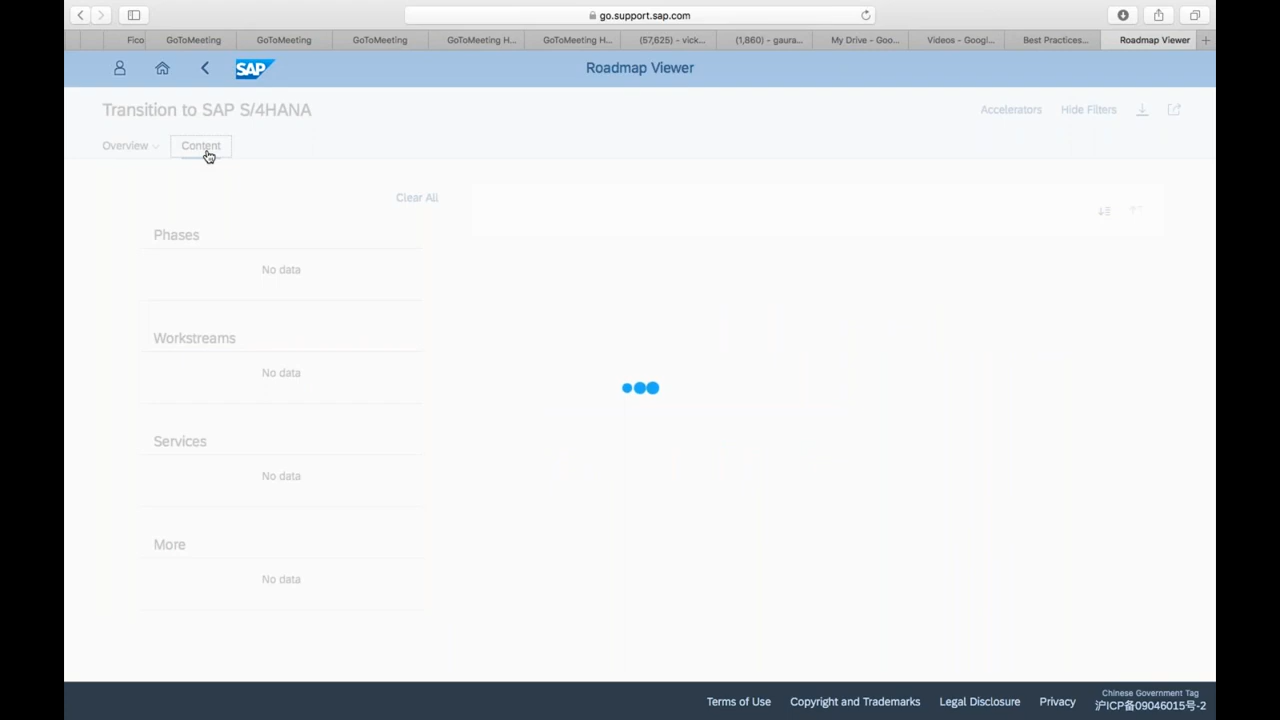 go.support.sap.com
Fico
GoToMeeting
GoToMeeting
GoToMeeting
GoToMeeting H...
GoToMeeting H...
(57,625) - vick...
(1,860) - gaura...
My Drive - Goo...
Videos - Googl...
Best Practices...
Roadmap Viewer
SAP
Roadmap Viewer
Transition to SAP S/4HANA
Accelerators
Hide Filters
Overview
Content
Clear All
Phases
No data
Workstreams
No data
Services
No data
More
No data
Terms of Use
Copyright and Trademarks
Legal Disclosure
Privacy
Chinese Government Tag
沪ICP备09046015号-2